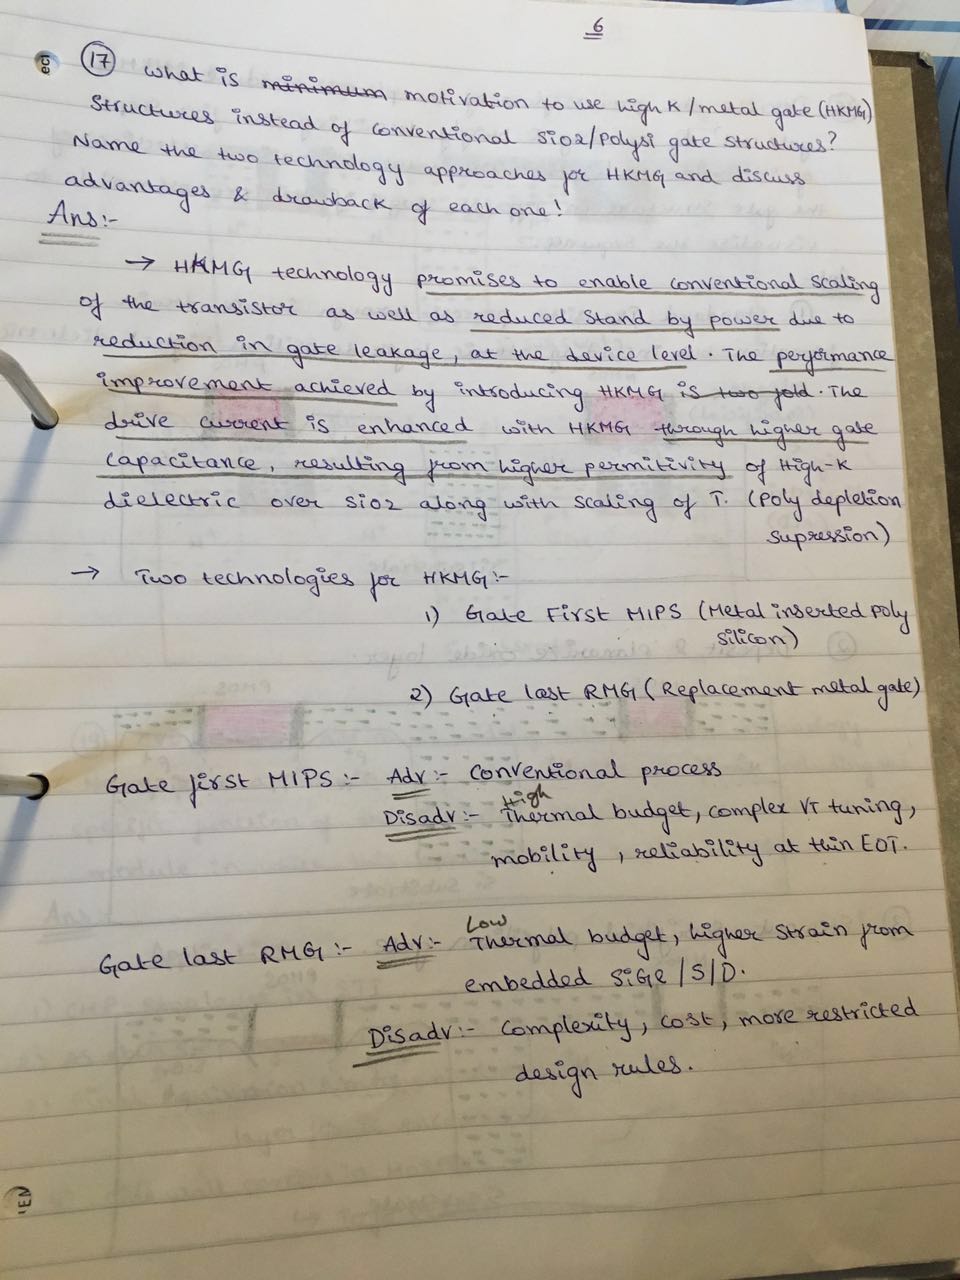 6
17 What is minimum motivation to use high K/metal gate (HKMG)
Structures instead of conventional SiO2/Polysi gate structures?
Name the two technology approaches for HKMG and discuss
advantages & drawback of each one!
Ans:-
→ HKMG technology promises to enable conventional scaling
of the transistor as well as reduced stand by power due to
reduction in gate leakage, at the device level. The performance
improvement achieved by introducing HKMG is two fold. The
drive current is enhanced with HKMG through higher gate
capacitance, resulting from higher permitivity of High-K
dielectric over SiO2 along with scaling of T. (Poly depletion
supression)
→ Two technologies for HKMG:-
1) Gate First MIPS (Metal inserted poly
silicon)
2) Gate last RMG (Replacement metal gate)
Gate first MIPS:- Adv:- Conventional process
High
Disadv:- Thermal budget, complex VT tuning,
mobility, reliability at thin EOT.
Low
Gate last RMG:- Adv:- Thermal budget, higher strain from
embedded SiGe/S/D.
Disadv:- Complexity, cost, more restricted
design rules.